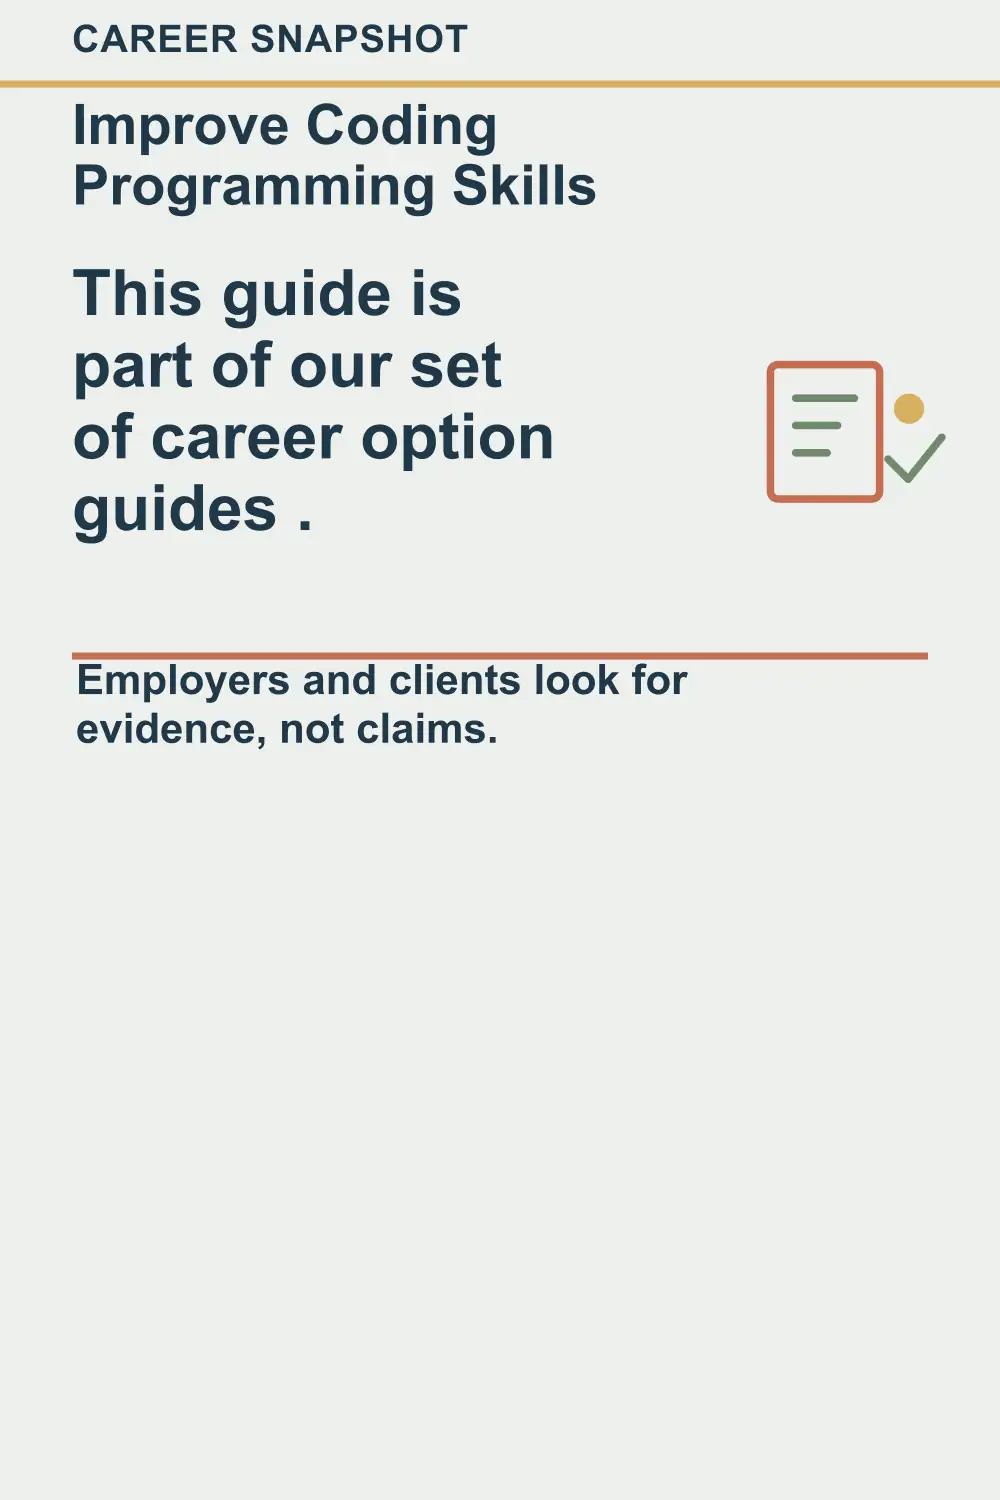 CAREER SNAPSHOT
Improve Coding
Programming Skills
This guide is
part of our set
of career option
guides .
Employers and clients look for
evidence, not claims.